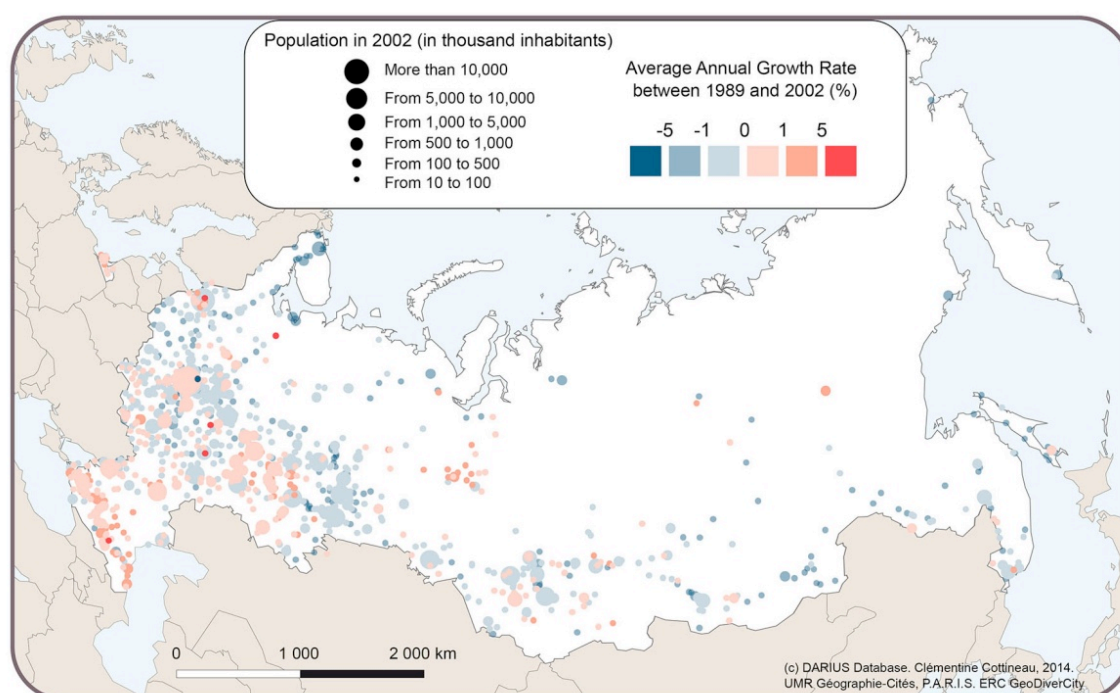 Population in 2002 (in thousand inhabitants)
More than 10,000
From 5,000 to 10,000
From 1,000 to 5,000
From 500 to 1,000
From 100 to 500
From 10 to 100
Average Annual Growth Rate
between 1989 and 2002 (%)
-5 -1 0 1 5
0 1 000 2 000 km
(c) DARIUS Database. Clémentine Cottineau, 2014.
UMR Géographie-Cités, P.A.R.I.S. ERC GeoDiverCity